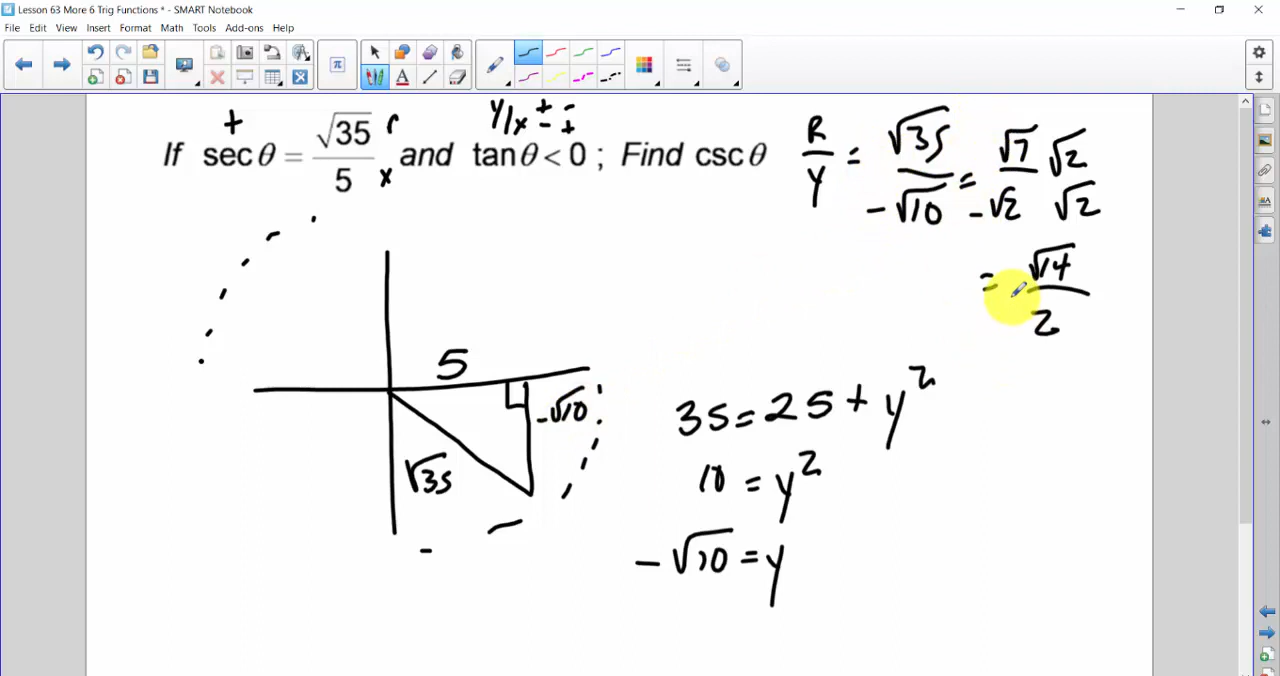 Lesson 63 More 6 Trig Functions * - SMART Notebook
File Edit View Insert Format Math Tools Add-ons Help
+
y/x + - - +
If sec θ = √35/5 r x and tan θ < 0 ; Find csc θ
R/y = √35/-√10 = √7/-√2 √2/√2
= √14/2
5
-√10
√35
35 = 25 + y²
10 = y²
-√10 = y